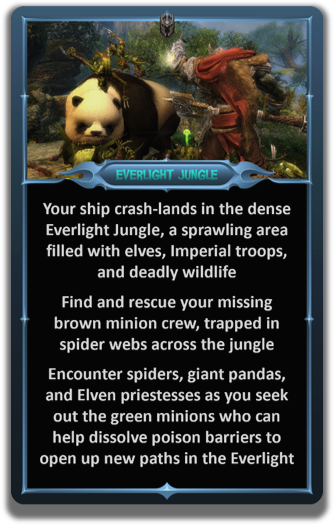 EVERLIGHT JUNGLE
Your ship crash-lands in the dense
Everlight Jungle, a sprawling area
filled with elves, Imperial troops,
and deadly wildlife
Find and rescue your missing
brown minion crew, trapped in
spider webs across the jungle
Encounter spiders, giant pandas,
and Elven priestesses as you seek
out the green minions who can
help dissolve poison barriers to
open up new paths in the Everlight